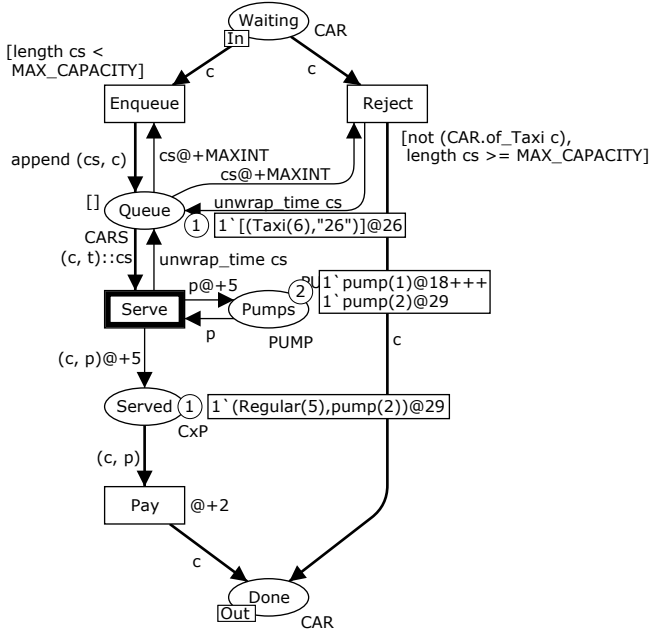 Waiting
In
CAR
[length cs <
MAX_CAPACITY]
c
c
Enqueue
Reject
[not (CAR.of_Taxi c),
length cs >= MAX_CAPACITY]
append (cs, c)
cs@+MAXINT
cs@+MAXINT
unwrap_time cs
[]
Queue
1
1`[(Taxi(6),"26")]@26
CARS
(c, t)::cs
unwrap_time cs
p@+5
2
1`pump(1)@18+++
1`pump(2)@29
Serve
Pumps
p
PUMP
c
(c, p)@+5
Served
1
1`(Regular(5),pump(2))@29
CxP
(c, p)
Pay
@+2
c
Done
Out
CAR